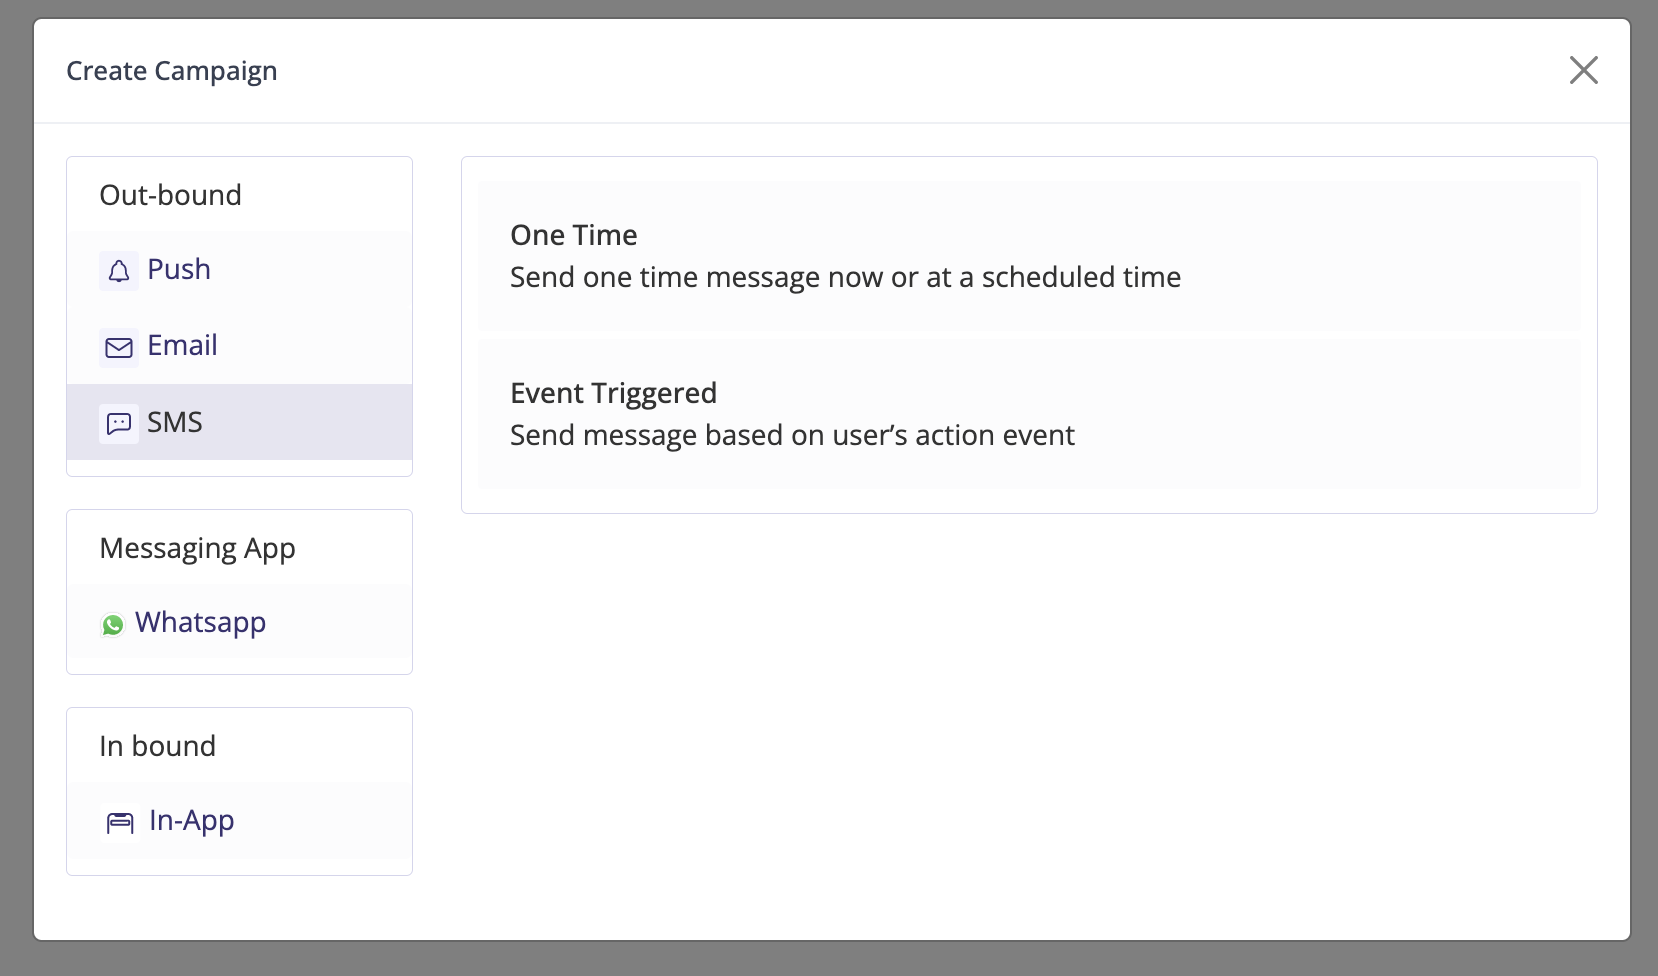 Create Campaign
Out-bound
Push
Email
SMS
Messaging App
Whatsapp
In bound
In-App
One Time
Send one time message now or at a scheduled time
Event Triggered
Send message based on user’s action event